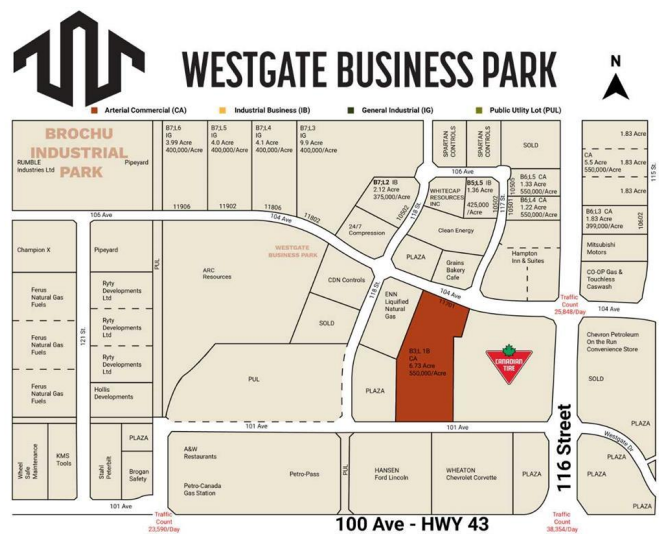 WESTGATE BUSINESS PARK
N
Arterial Commercial (CA)
Industrial Business (IB)
General Industrial (IG)
Public Utlity Lot (PUL)
BROCHU
INDUSTRIAL
PARK
RUMBLE
Industries Ltd
Pipeyard
B7;L6
IG
3.99 Acre
400,000/Acre
B7;L5
IG
4.0 Acre
400,000/Acre
B7;L4
IG
4.1 Acre
400,000/Acre
B7;L3
IG
9.9 Acre
400,000/Acre
11906
11902
11806
11802
106 Ave
104 Ave
B7;L2 IB
2.12 Acre
375,000/Acre
10502
24/7
Compression
118 St.
SPARTAN
CONTROLS
SPARTAN
CONTROLS
SOLD
106 Ave
WHITECAP
RESOURCES
INC
B5;L5 IB
1.36 Acre
425,000
/Acre
10502
117 St.
10501
10505
B6;L5 CA
1.33 Acre
550,000/Acre
B6;L4 CA
1.22 Acre
550,000/Acre
Clean Energy
PLAZA
Grains
Bakery
Cafe
Hampton
Inn & Suites
1.83 Acre
CA
5.5 Acre
550,000/Acre
1.83 Acre
1.83 Acre
115 St.
B6;L3 CA
1.83 Acre
399,000/Acre
10602
Mitsubishi
Motors
CO-OP Gas &
Touchless
Caswash
104 Ave
Traffic
Count
25,848/Day
Champion X
Pipeyard
PUL
ARC
Resources
WESTGATE
BUSINESS PARK
CDN Controls
SOLD
118 St.
ENN
Liquified
Natural
Gas
104 Ave
11701
B3;L 1B
CA
6.73 Acre
550,000/Acre
CANADIAN
TIRE
Chevron Petroleum
On the Run
Convenience Store
SOLD
PLAZA
Ferus
Natural Gas
Fuels
Ferus
Natural Gas
Fuels
Ferus
Natural Gas
Fuels
121 St.
Ryty
Developments
Ltd
Ryty
Developments
Ltd
Ryty
Developments
Ltd
Hollis
Developments
PUL
PLAZA
101 Ave
101 Ave
116 Street
Westgate Dr
PLAZA
PLAZA
PLAZA
Wheel
Safe
Maintenance
KMS
Tools
Stahl
Peterbilt
PLAZA
Brogan
Safety
A&W
Restaurants
Petro-Canada
Gas Station
Petro-Pass
PUL
HANSEN
Ford Lincoln
WHEATON
Chevrolet Corvette
PLAZA
101 Ave
Traffic
Count
23,590/Day
100 Ave - HWY 43
Traffic
Count
38,354/Day